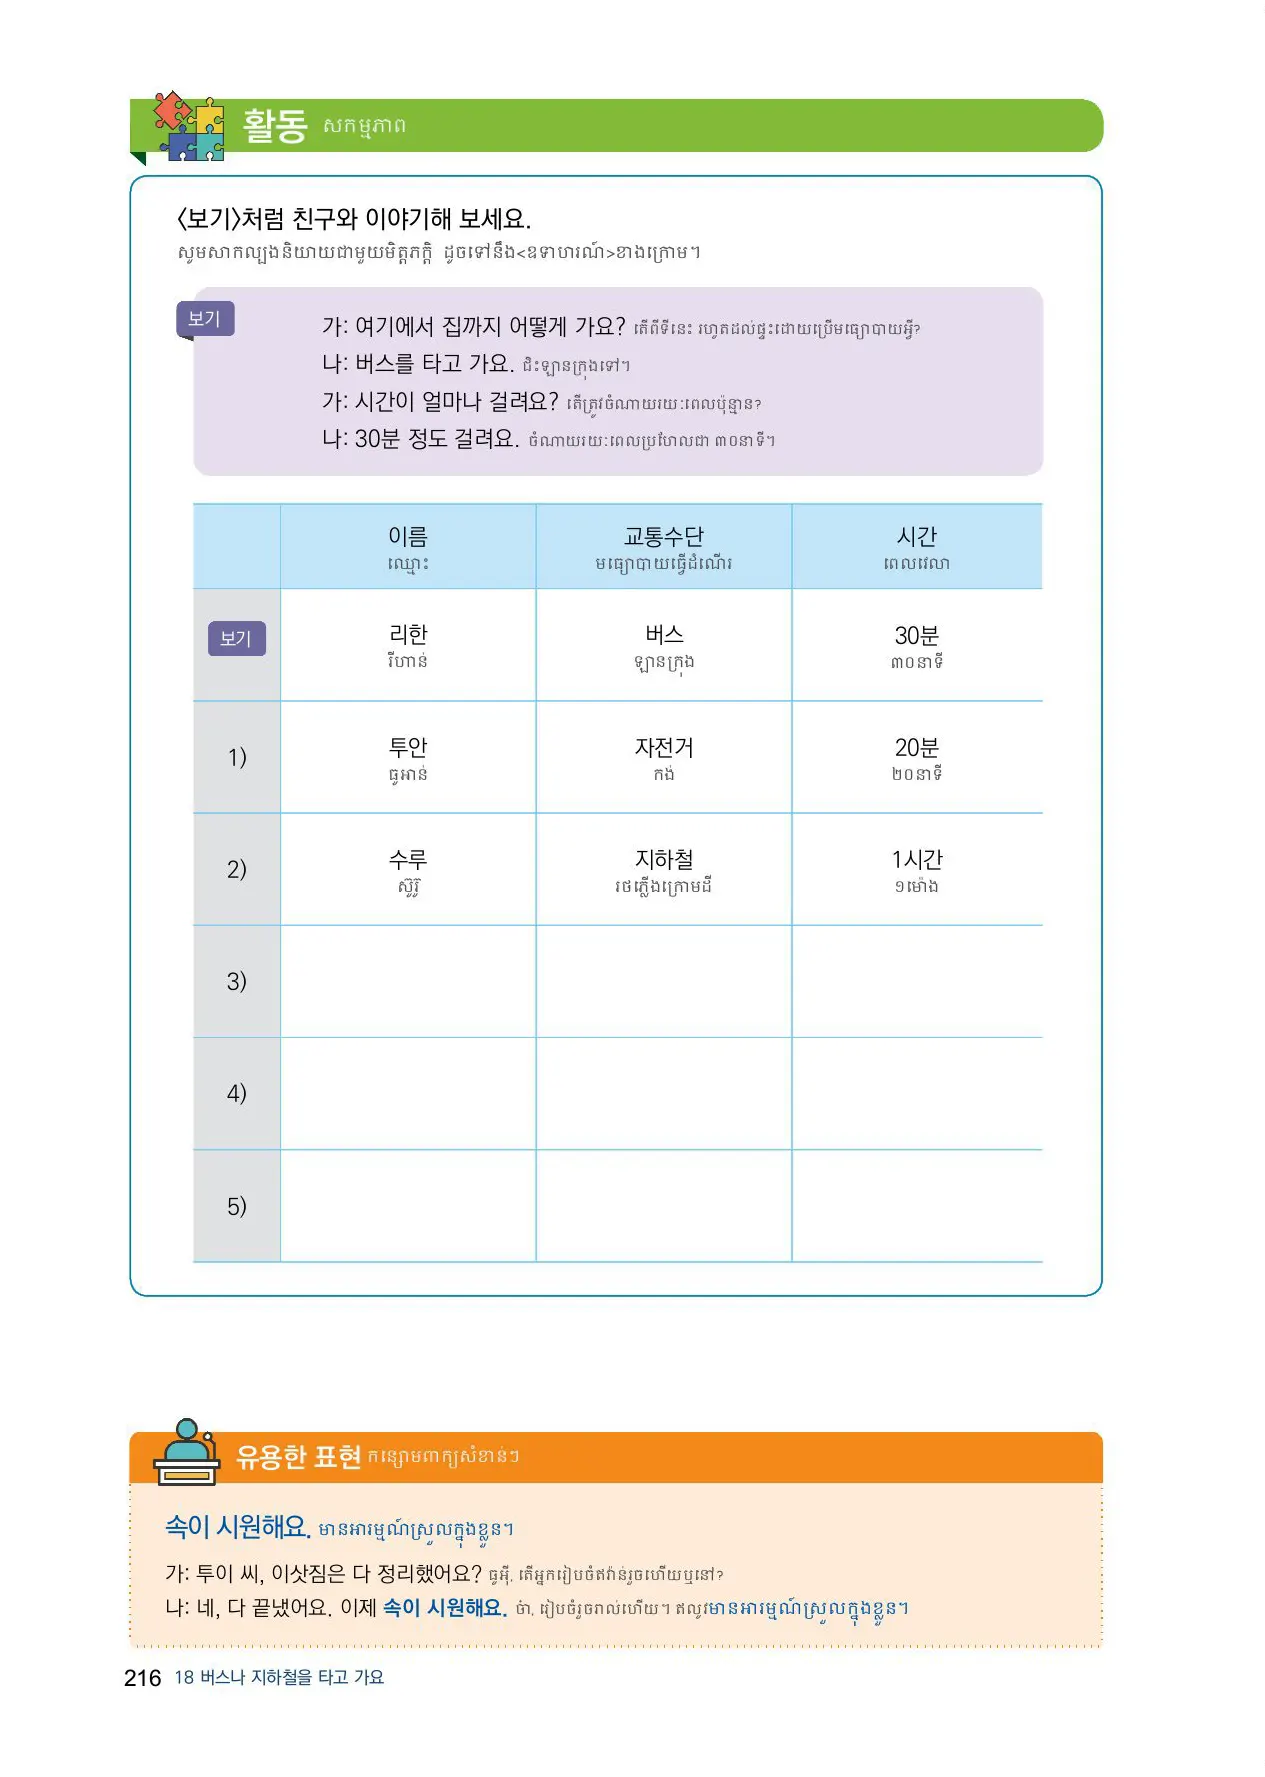 활동 សកម្មភាព
<보기>처럼 친구와 이야기해 보세요.
សូមសាកល្បងនិយាយជាមួយមិត្តភក្តិ ដូចទៅនឹង<ឧទាហរណ៍>ខាងក្រោម។
보기
가: 여기에서 집까지 어떻게 가요? តើពីទីនេះ រហូតដល់ផ្ទះដោយប្រើមធ្យោបាយអ្វី?
나: 버스를 타고 가요. ជិះឡានក្រុងទៅ។
가: 시간이 얼마나 걸려요? តើត្រូវចំណាយរយៈពេលប៉ុន្មាន?
나: 30분 정도 걸려요. ចំណាយរយៈពេលប្រហែលជា ៣០នាទី។
이름 교통수단 시간
ឈ្មោះ មធ្យោបាយធ្វើដំណើរ ពេលវេលា
보기 리한 버스 30분
រីហាន់ ឡានក្រុង ៣០នាទី
1) 투안 자전거 20분
ធូអាន់ កង់ ២០នាទី
2) 수루 지하철 1시간
ស៊ូរ៉ូ រថភ្លើងក្រោមដី ១ម៉ោង
3)
4)
5)
유용한 표현 កន្សោមពាក្យសំខាន់ៗ
속이 시원해요. មានអារម្មណ៍ស្រួលក្នុងខ្លួន។
가: 투이 씨, 이삿짐은 다 정리했어요? ធូអ៊ី, តើអ្នករៀបចំឥវ៉ាន់រួចហើយឬនៅ?
나: 네, 다 끝냈어요. 이제 속이 시원해요. ចា៎, រៀបចំរួចរាល់ហើយ។ ឥលូវមានអារម្មណ៍ស្រួលក្នុងខ្លួន។
216 18 버스나 지하철을 타고 가요